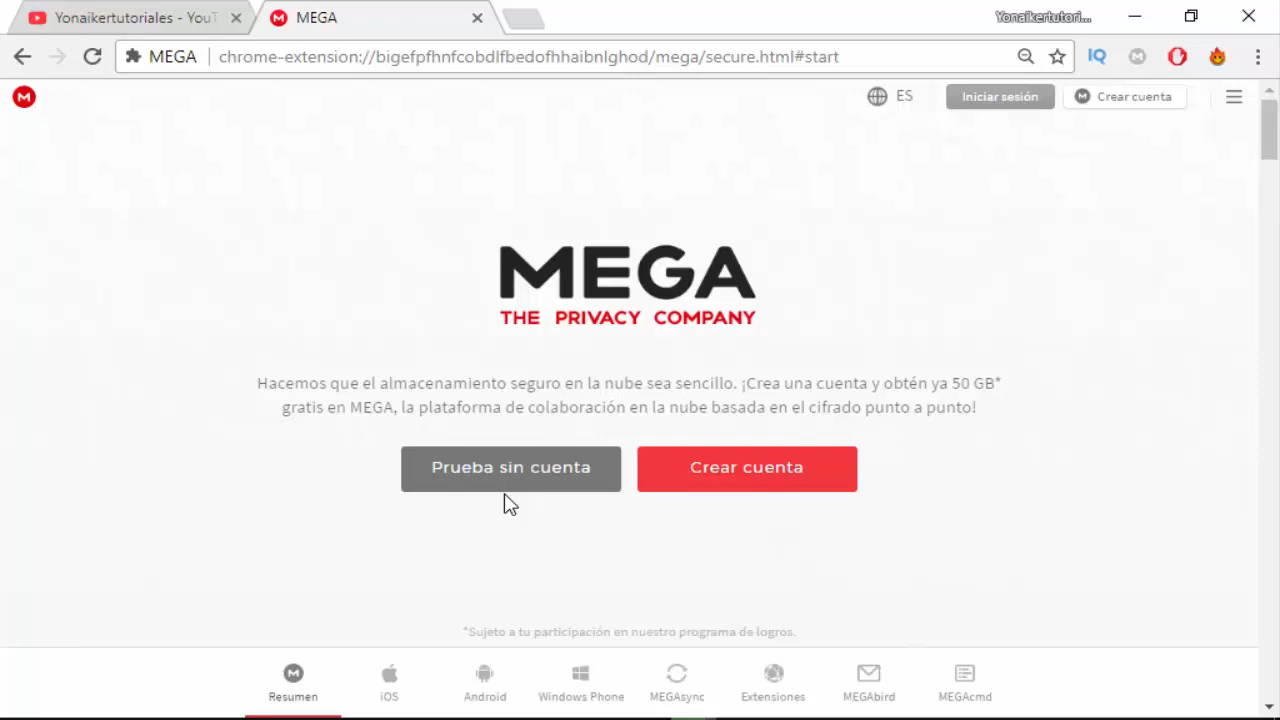 Yonaikertutoriales - YouT
MEGA
Yonaikertutori...
MEGA
chrome-extension://bigefpfhnfcobdlfbedofhhaibnlghod/mega/secure.html#start
IQ
ES
Iniciar sesión
Crear cuenta
MEGA
THE PRIVACY COMPANY
Hacemos que el almacenamiento seguro en la nube sea sencillo. ¡Crea una cuenta y obtén ya 50 GB*
gratis en MEGA, la plataforma de colaboración en la nube basada en el cifrado punto a punto!
Prueba sin cuenta
Crear cuenta
*Sujeto a tu participación en nuestro programa de logros.
Resumen
iOS
Android
Windows Phone
MEGAsync
Extensiones
MEGAbird
MEGAcmd